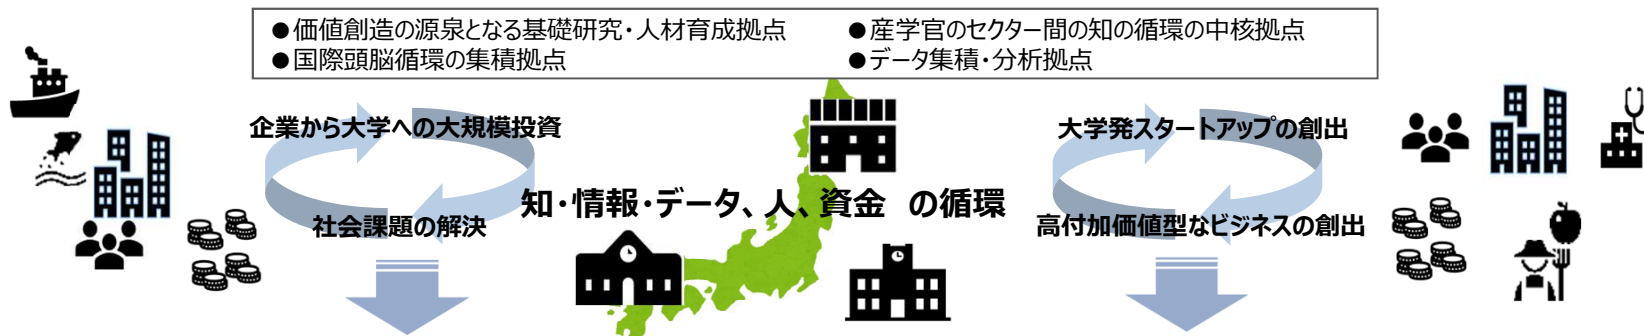 ●価値創造の源泉となる基礎研究・人材育成拠点
●産学官のセクター間の知の循環の中核拠点
●国際頭脳循環の集積拠点
●データ集積・分析拠点
企業から大学への大規模投資
大学発スタートアップの創出
知・情報・データ、人、資金 の循環
社会課題の解決
高付加価値型なビジネスの創出